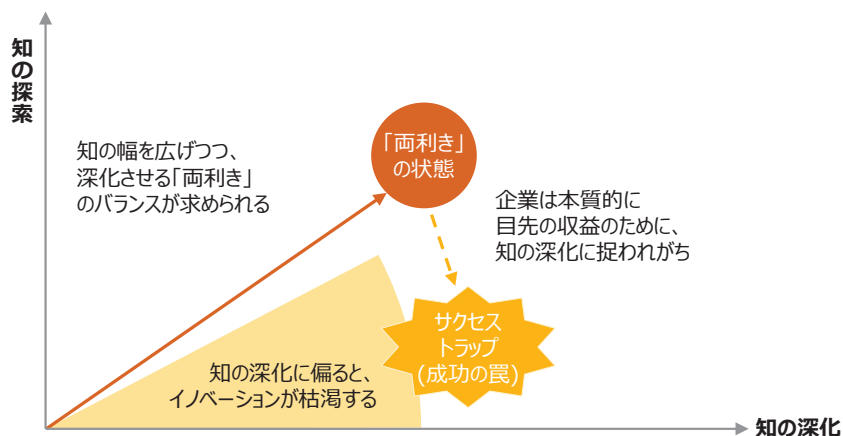 知の探索
知の幅を広げつつ、
深化させる「両利き」
のバランスが求められる
「両利き」
の状態
企業は本質的に
目先の収益のために、
知の深化に捉われがち
サクセス
トラップ
(成功の罠)
知の深化に偏ると、
イノベーションが枯渇する
知の深化